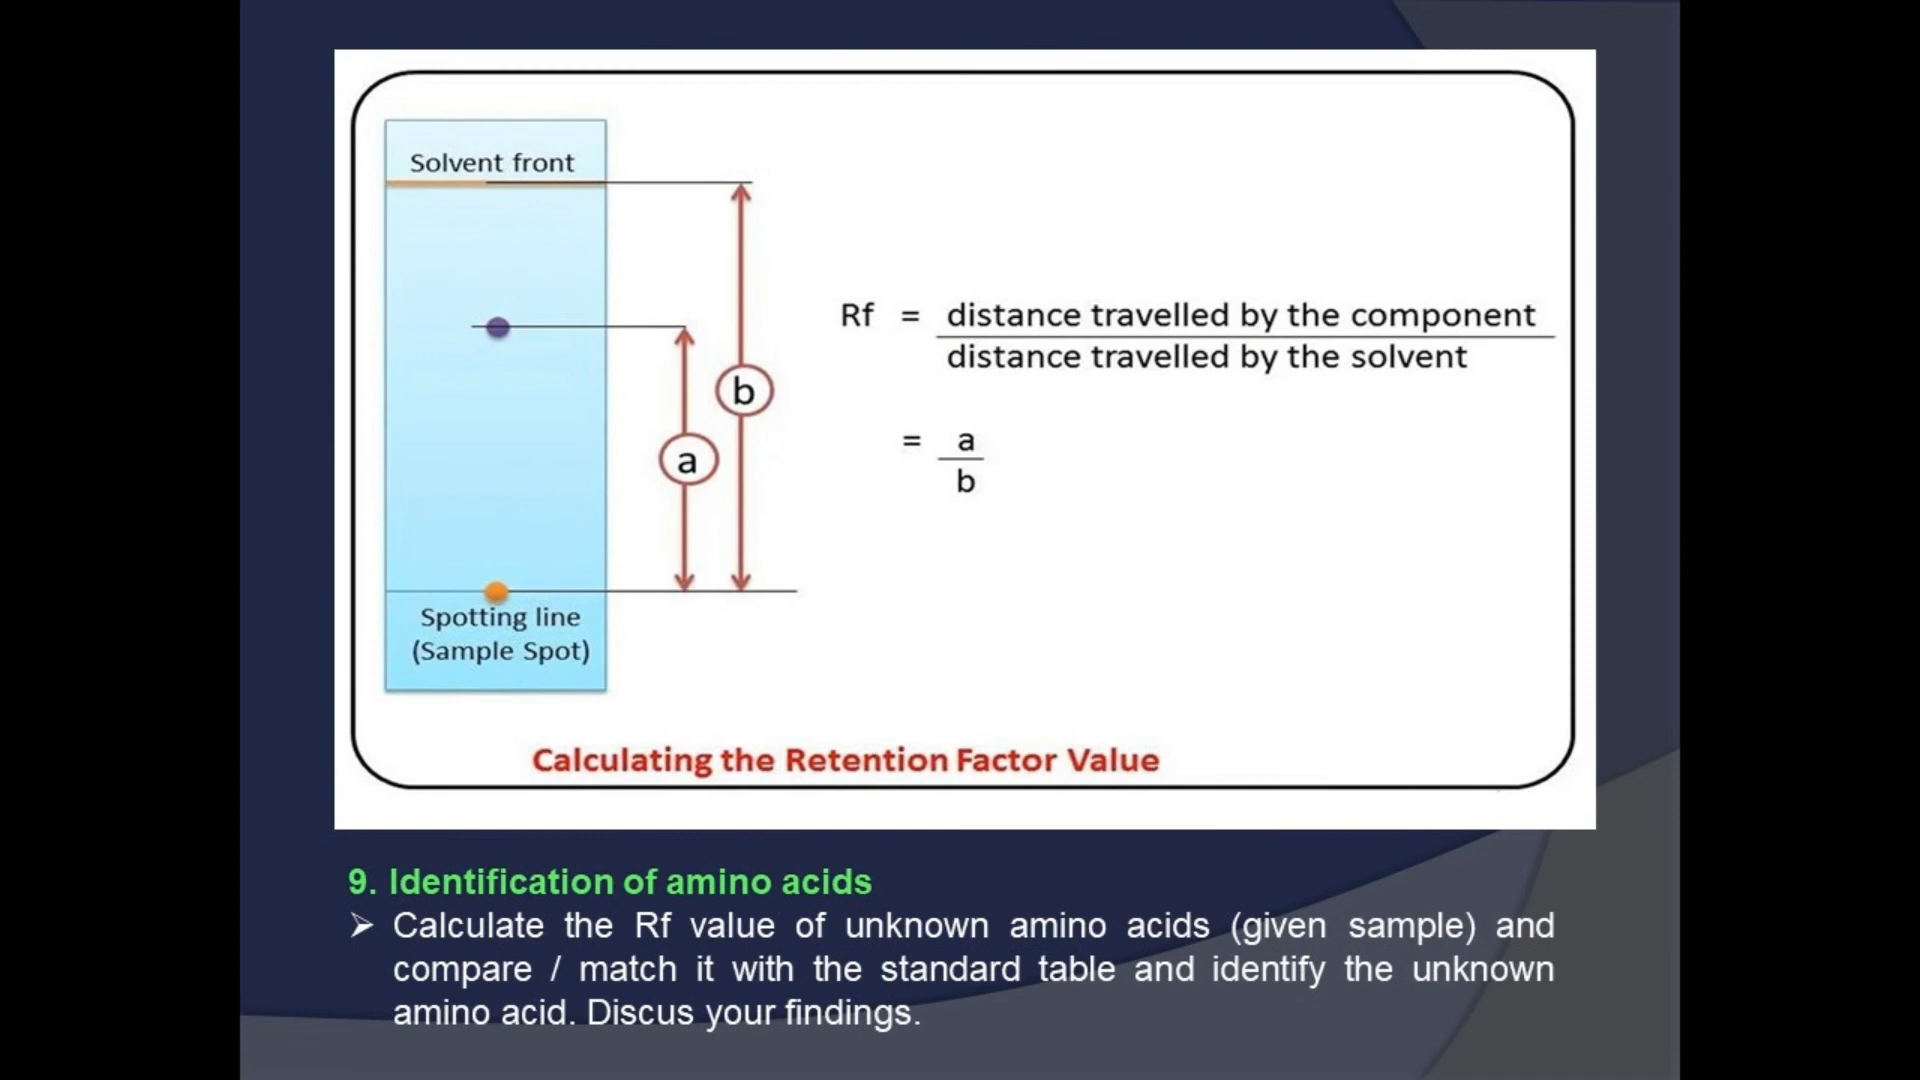 Solvent front
b
a
Spotting line
(Sample Spot)
Rf = distance travelled by the component
distance travelled by the solvent
= a
b
Calculating the Retention Factor Value
9. Identification of amino acids
➢ Calculate the Rf value of unknown amino acids (given sample) and
compare / match it with the standard table and identify the unknown
amino acid. Discus your findings.